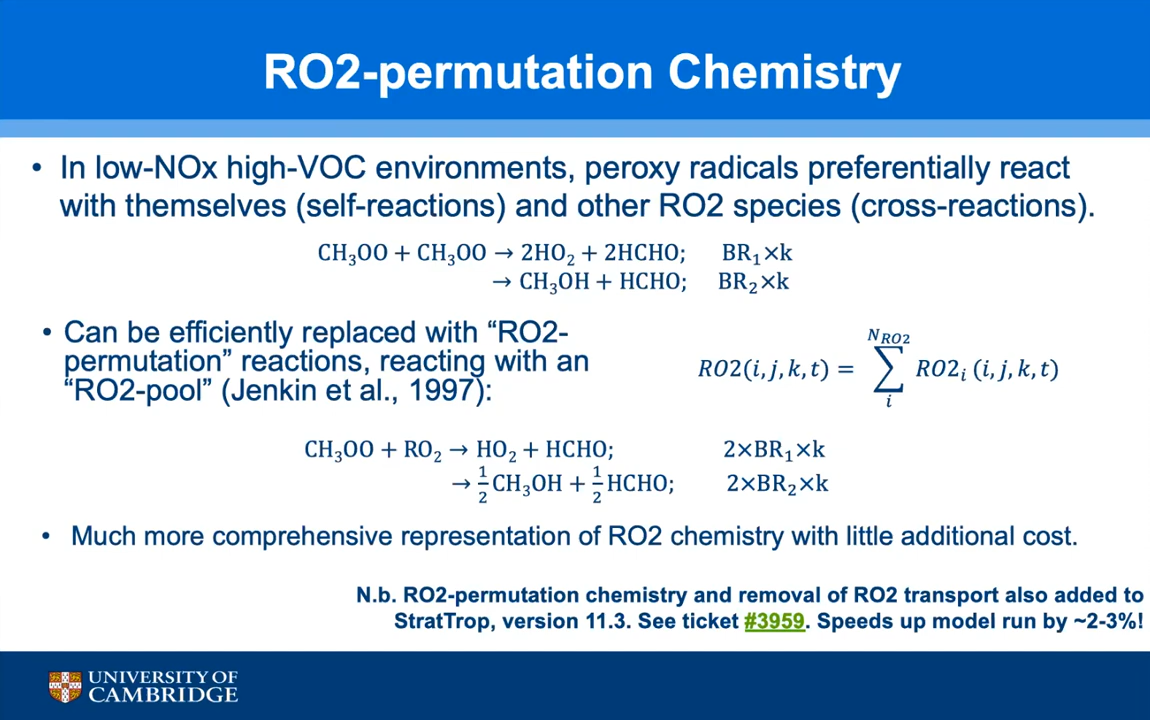 RO2-permutation Chemistry
• In low-NOx high-VOC environments, peroxy radicals preferentially react
with themselves (self-reactions) and other RO2 species (cross-reactions).
CH₃OO + CH₃OO → 2HO₂ + 2HCHO; BR₁×k
→ CH₃OH + HCHO; BR₂×k
• Can be efficiently replaced with “RO2-
permutation” reactions, reacting with an
“RO2-pool” (Jenkin et al., 1997):
RO2(i, j, k, t) = ∑_i^{N_{RO2}} RO2ᵢ (i, j, k, t)
CH₃OO + RO₂ → HO₂ + HCHO; 2×BR₁×k
→ ½CH₃OH + ½HCHO; 2×BR₂×k
• Much more comprehensive representation of RO2 chemistry with little additional cost.
N.b. RO2-permutation chemistry and removal of RO2 transport also added to
StratTrop, version 11.3. See ticket #3959. Speeds up model run by ~2-3%!
UNIVERSITY OF
CAMBRIDGE